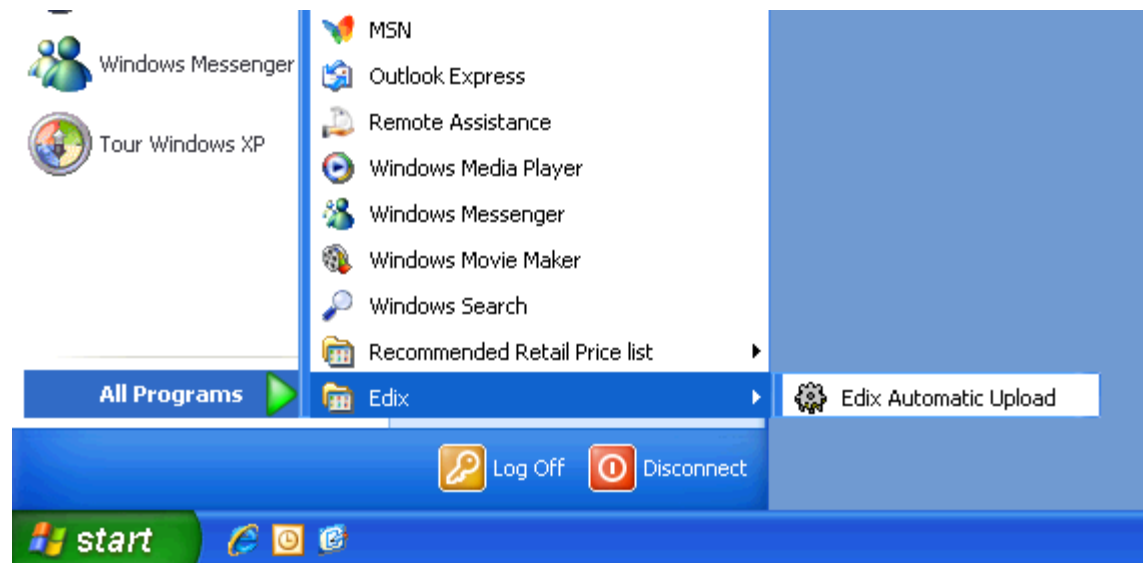 Windows Messenger
Tour Windows XP
MSN
Outlook Express
Remote Assistance
Windows Media Player
Windows Messenger
Windows Movie Maker
Windows Search
Recommended Retail Price list
All Programs
Edix
Edix Automatic Upload
Log Off
Disconnect
start